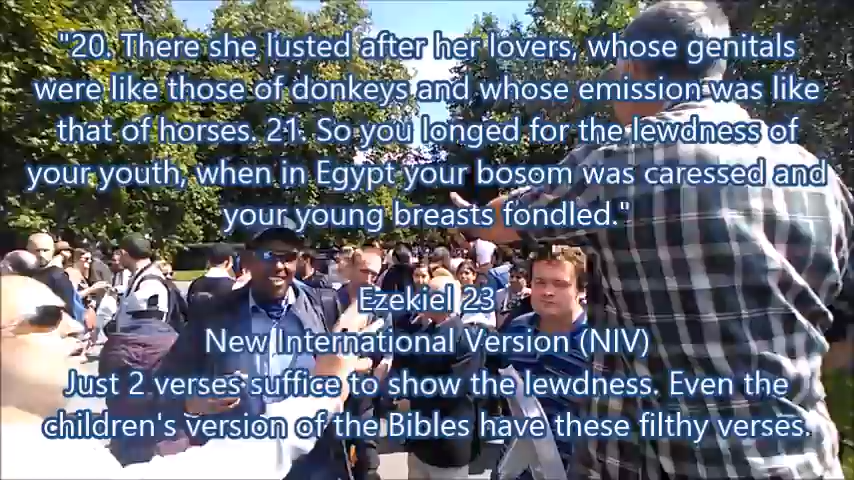 "20. There she lusted after her lovers, whose genitals
were like those of donkeys and whose emission was like
that of horses. 21. So you longed for the lewdness of
your youth, when in Egypt your bosom was caressed and
your young breasts fondled."
Ezekiel 23
New International Version (NIV)
Just 2 verses suffice to show the lewdness. Even the
children's version of the Bibles have these filthy verses.